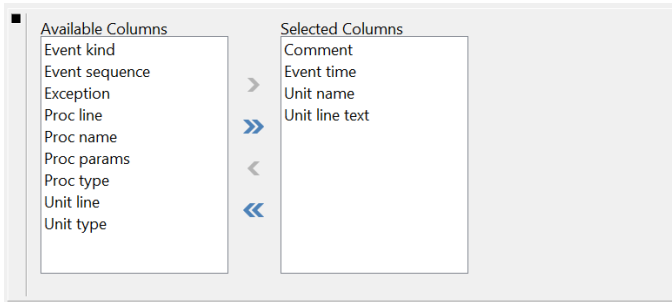 Available Columns
Event kind
Event sequence
Exception
Proc line
Proc name
Proc params
Proc type
Unit line
Unit type
Selected Columns
Comment
Event time
Unit name
Unit line text